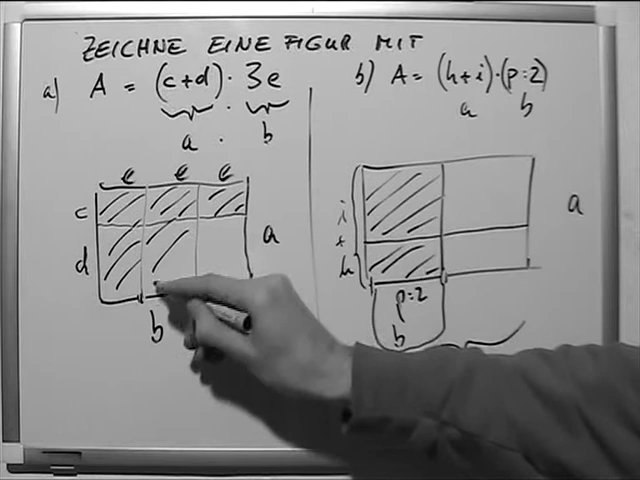 ZEICHNE EINE FIGUR MIT
a) A = (c+d) · 3e
a · b
b) A = (h+i)·(p:2)
a b
e e e
c
d
a
b
i
+
h
a
p:2
b